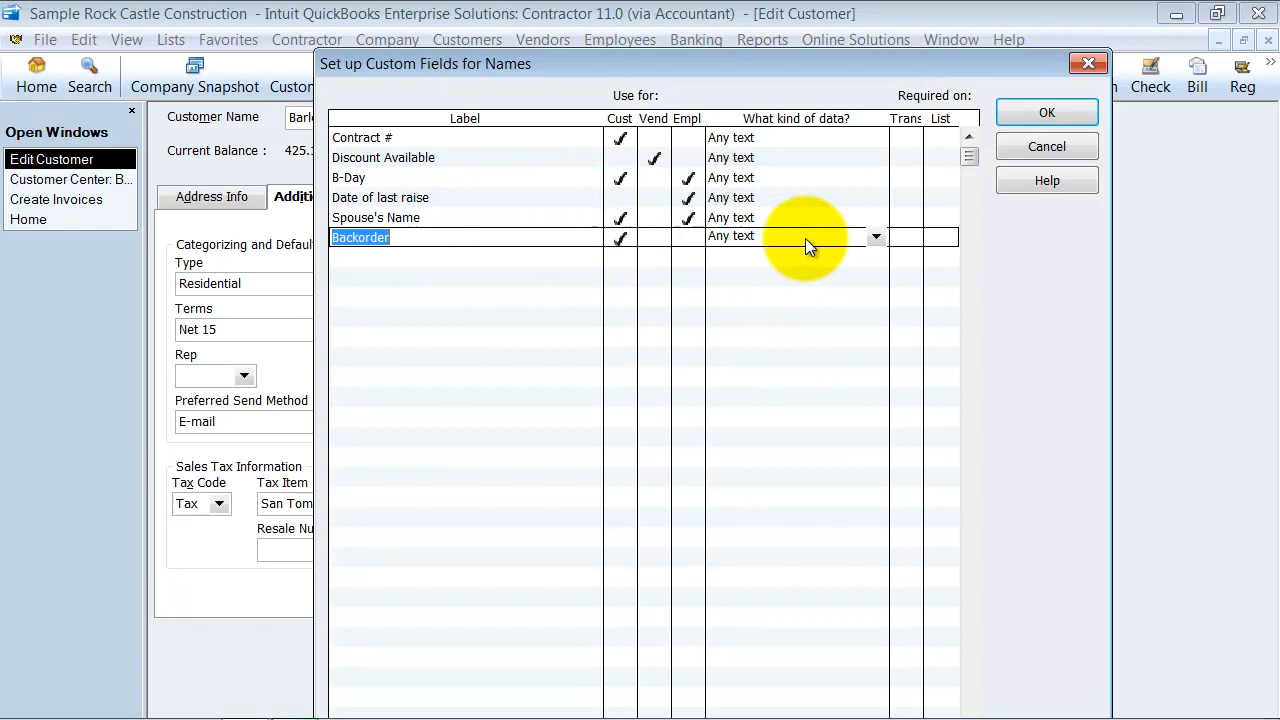 Sample Rock Castle Construction - Intuit QuickBooks Enterprise Solutions: Contractor 11.0 (via Accountant) - [Edit Customer]
File Edit View Lists Favorites Contractor Company Customers Vendors Employees Banking Reports Online Solutions Window Help
Home Search Company Snapshot Custom Check Bill Reg
Set up Custom Fields for Names
Use for: Required on:
Label Cust Vend Empl What kind of data? Trans List
Contract # Any text
Discount Available Any text
B-Day Any text
Date of last raise Any text
Spouse's Name Any text
Backorder Any text
OK
Cancel
Help
Open Windows
Edit Customer
Customer Center: B...
Create Invoices
Home
Customer Name Barl
Current Balance : 425.
Address Info Additi
Categorizing and Defau
Type
Residential
Terms
Net 15
Rep
Preferred Send Method
E-mail
Sales Tax Information
Tax Code Tax Item
Tax San Tom
Resale Nu